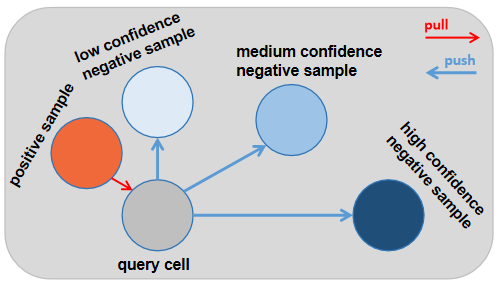 low confidence
negative sample
medium confidence
negative sample
pull
push
positive sample
high confidence
negative sample
query cell